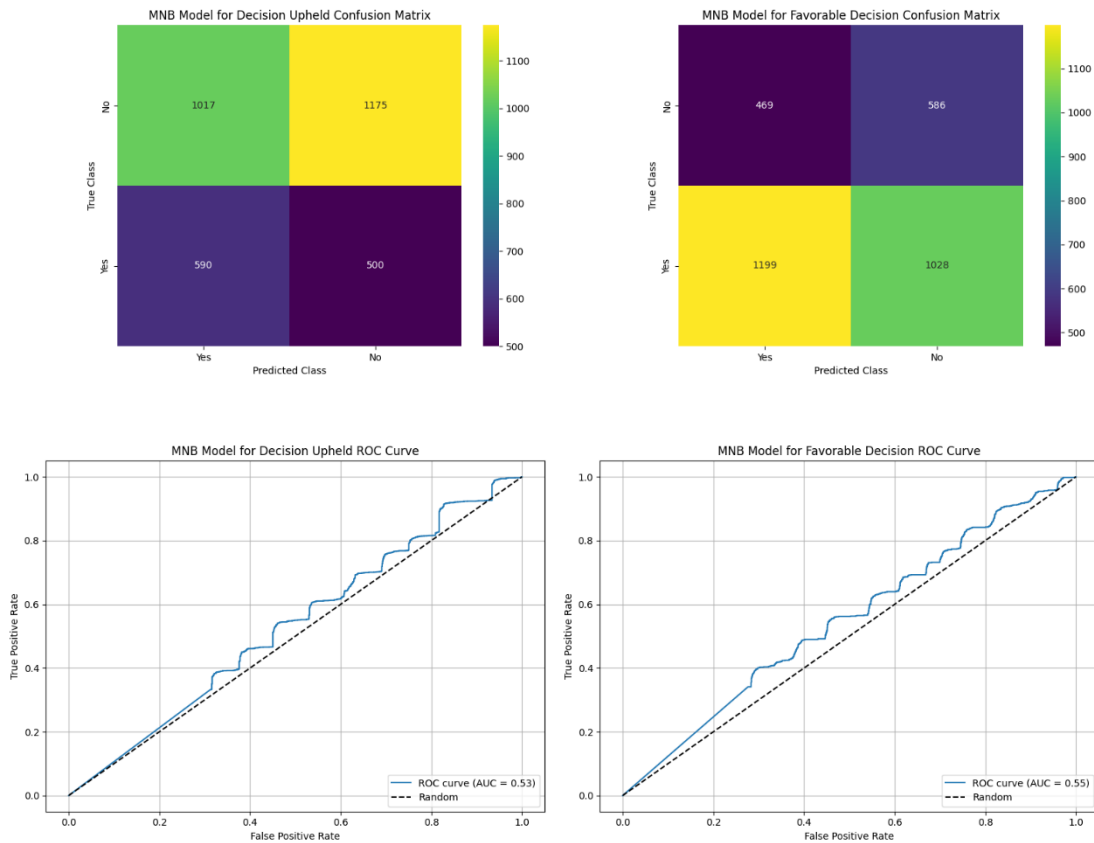 MNB Model for Decision Upheld Confusion Matrix
No
Yes
True Class
1017
1175
590
500
Yes
No
Predicted Class
1100
1000
900
800
700
600
500
MNB Model for Favorable Decision Confusion Matrix
No
Yes
True Class
469
586
1199
1028
Yes
No
Predicted Class
1100
1000
900
800
700
600
500
MNB Model for Decision Upheld ROC Curve
True Positive Rate
1.0
0.8
0.6
0.4
0.2
0.0
0.0
0.2
0.4
0.6
0.8
1.0
False Positive Rate
ROC curve (AUC = 0.53)
Random
MNB Model for Favorable Decision ROC Curve
True Positive Rate
1.0
0.8
0.6
0.4
0.2
0.0
0.0
0.2
0.4
0.6
0.8
1.0
False Positive Rate
ROC curve (AUC = 0.55)
Random